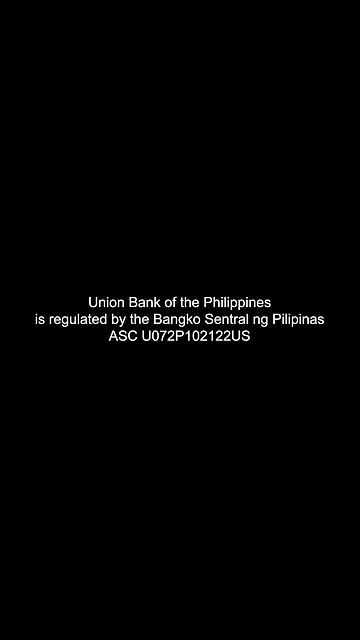 Union Bank of the Philippines
is regulated by the Bangko Sentral ng Pilipinas
ASC U072P102122US